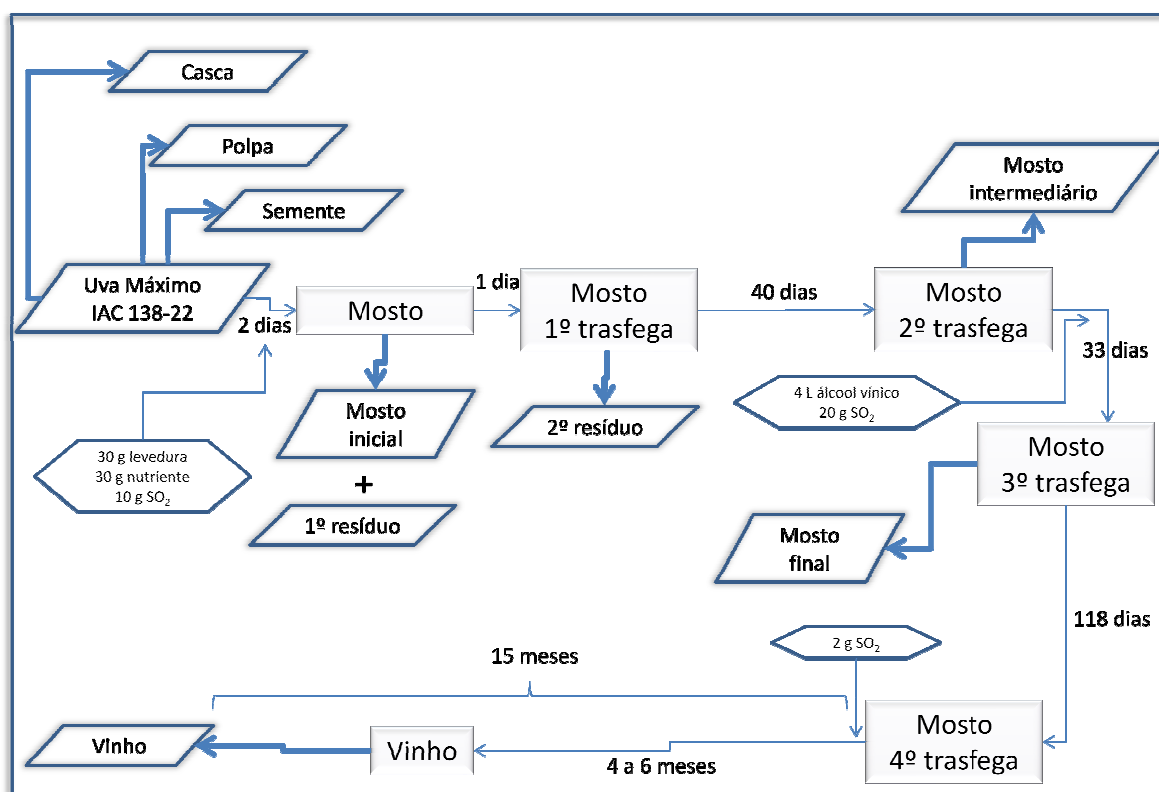 Casca
Polpa
Semente
Uva Máximo
IAC 138-22
2 dias
30 g levedura
30 g nutriente
10 g SO₂
Mosto
Mosto
inicial
+
1º resíduo
1 dia
Mosto
1º trasfega
2º resíduo
40 dias
Mosto
2º trasfega
Mosto
intermediário
4 L álcool vínico
20 g SO₂
33 dias
Mosto
3º trasfega
Mosto
final
118 dias
2 g SO₂
Mosto
4º trasfega
15 meses
4 a 6 meses
Vinho
Vinho